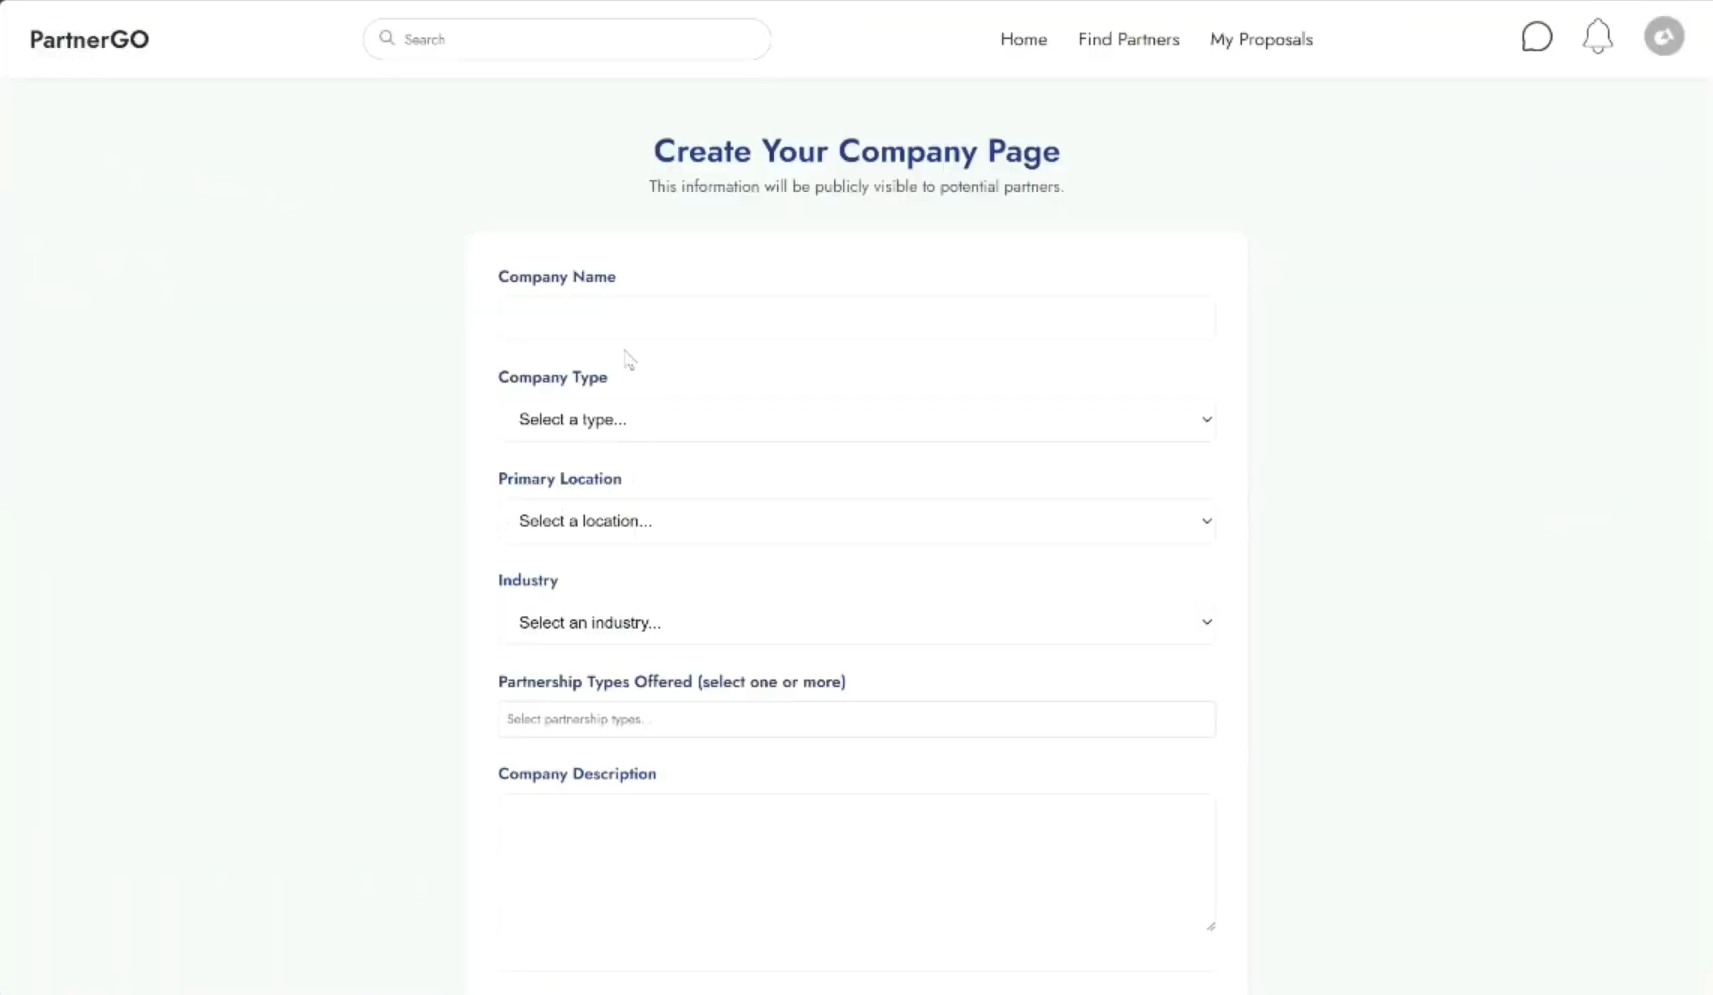 PartnerGO
Search
Home
Find Partners
My Proposals
Create Your Company Page
This information will be publicly visible to potential partners.
Company Name
Company Type
Select a type...
Primary Location
Select a location...
Industry
Select an industry...
Partnership Types Offered (select one or more)
Select partnership types...
Company Description